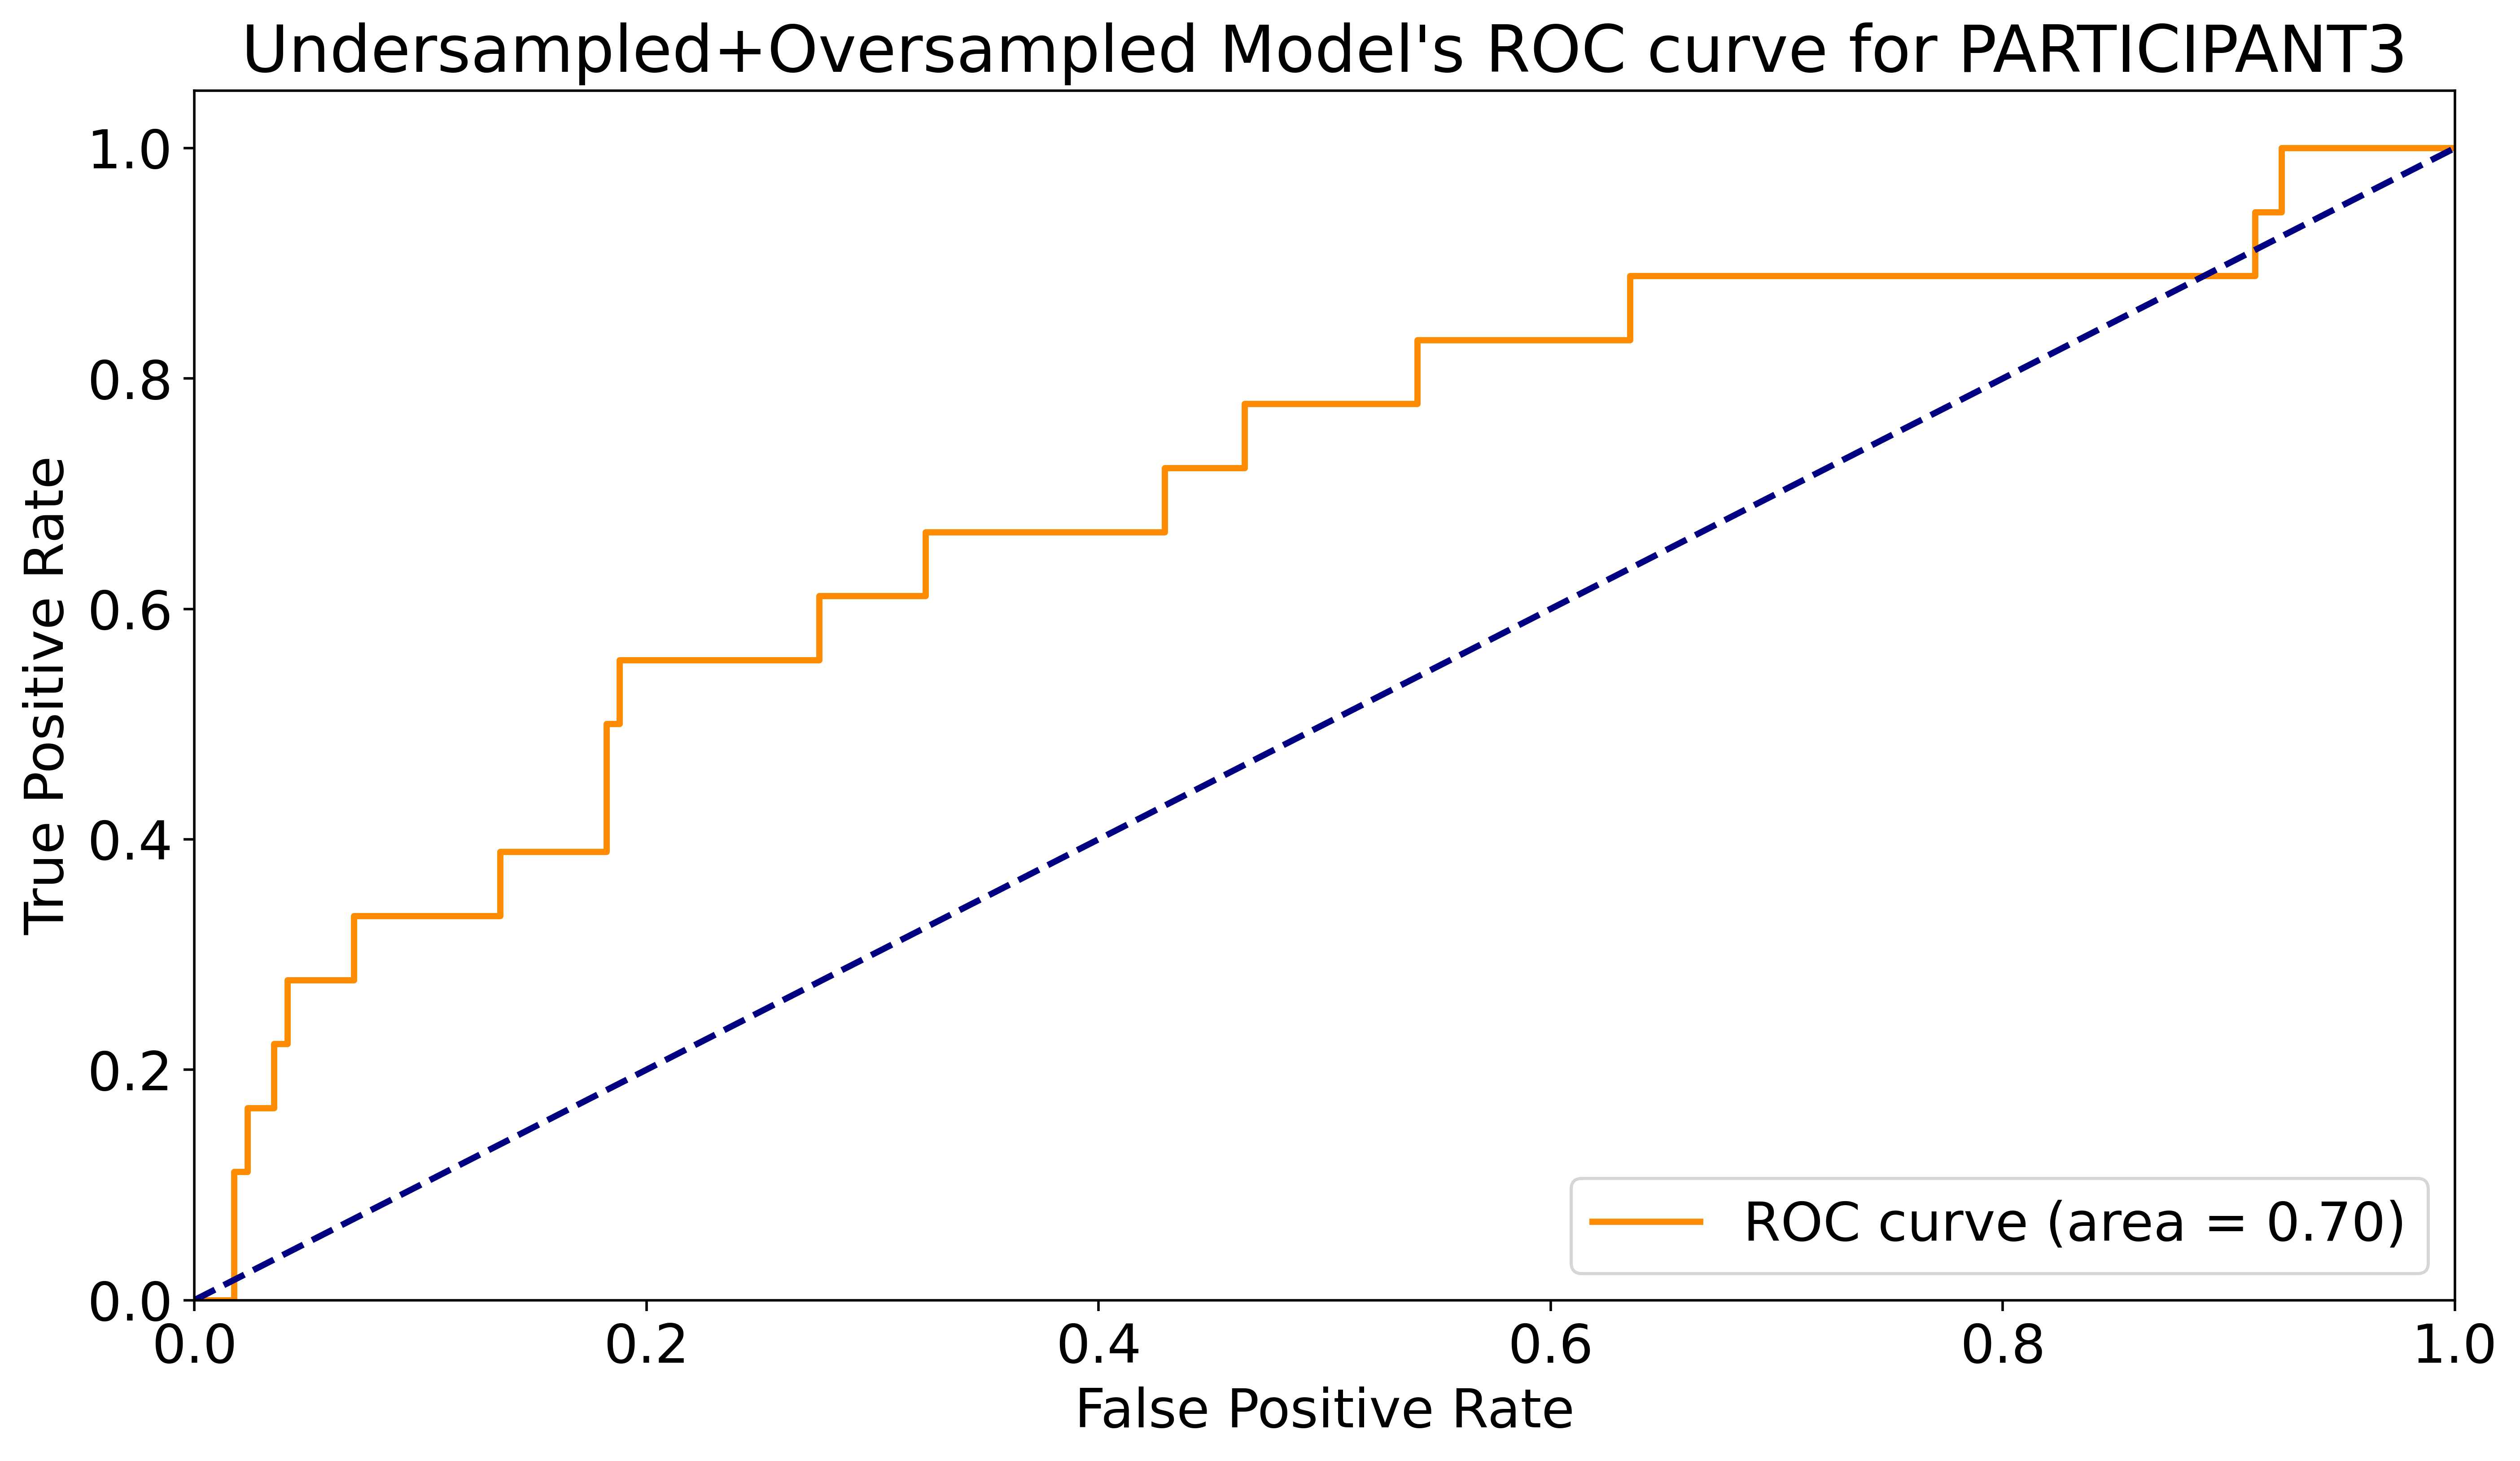 Undersampled+Oversampled Model's ROC curve for PARTICIPANT3
True Positive Rate
1.0
0.8
0.6
0.4
0.2
0.0
0.0 0.2 0.4 0.6 0.8 1.0
False Positive Rate
ROC curve (area = 0.70)